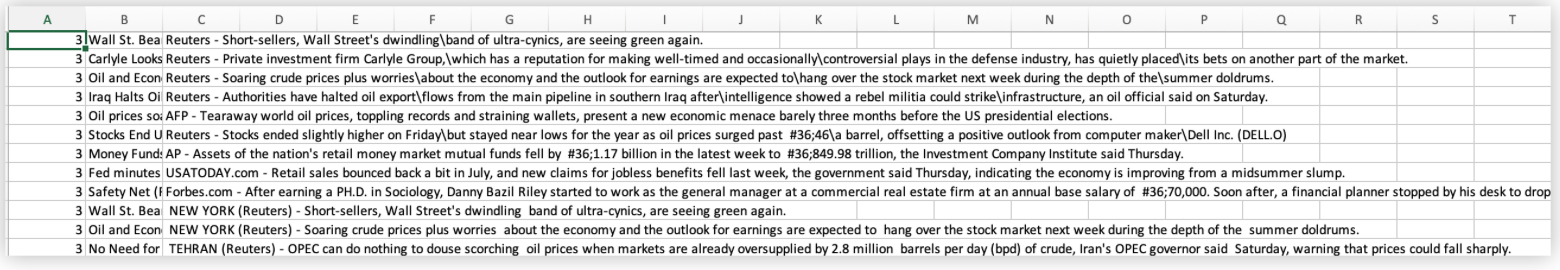 A B C D E F G H I J K L M N O P Q R S T
3 Wall St. Bea Reuters - Short-sellers, Wall Street's dwindling\band of ultra-cynics, are seeing green again.
3 Carlyle Looks Reuters - Private investment firm Carlyle Group,\which has a reputation for making well-timed and occasionally\controversial plays in the defense industry, has quietly placed\its bets on another part of the market.
3 Oil and Econ Reuters - Soaring crude prices plus worries\about the economy and the outlook for earnings are expected to\hang over the stock market next week during the depth of the\summer doldrums.
3 Iraq Halts Oi Reuters - Authorities have halted oil export\flows from the main pipeline in southern Iraq after\intelligence showed a rebel militia could strike\infrastructure, an oil official said on Saturday.
3 Oil prices soa AFP - Tearaway world oil prices, toppling records and straining wallets, present a new economic menace barely three months before the US presidential elections.
3 Stocks End U Reuters - Stocks ended slightly higher on Friday\but stayed near lows for the year as oil prices surged past #36;46\a barrel, offsetting a positive outlook from computer maker\Dell Inc. (DELL.O)
3 Money Funds AP - Assets of the nation's retail money market mutual funds fell by #36;1.17 billion in the latest week to #36;849.98 trillion, the Investment Company Institute said Thursday.
3 Fed minutes USATODAY.com - Retail sales bounced back a bit in July, and new claims for jobless benefits fell last week, the government said Thursday, indicating the economy is improving from a midsummer slump.
3 Safety Net (F Forbes.com - After earning a PH.D. in Sociology, Danny Bazil Riley started to work as the general manager at a commercial real estate firm at an annual base salary of #36;70,000. Soon after, a financial planner stopped by his desk to drop
3 Wall St. Bea NEW YORK (Reuters) - Short-sellers, Wall Street's dwindling band of ultra-cynics, are seeing green again.
3 Oil and Econ NEW YORK (Reuters) - Soaring crude prices plus worries about the economy and the outlook for earnings are expected to hang over the stock market next week during the depth of the summer doldrums.
3 No Need for TEHRAN (Reuters) - OPEC can do nothing to douse scorching oil prices when markets are already oversupplied by 2.8 million barrels per day (bpd) of crude, Iran's OPEC governor said Saturday, warning that prices could fall sharply.